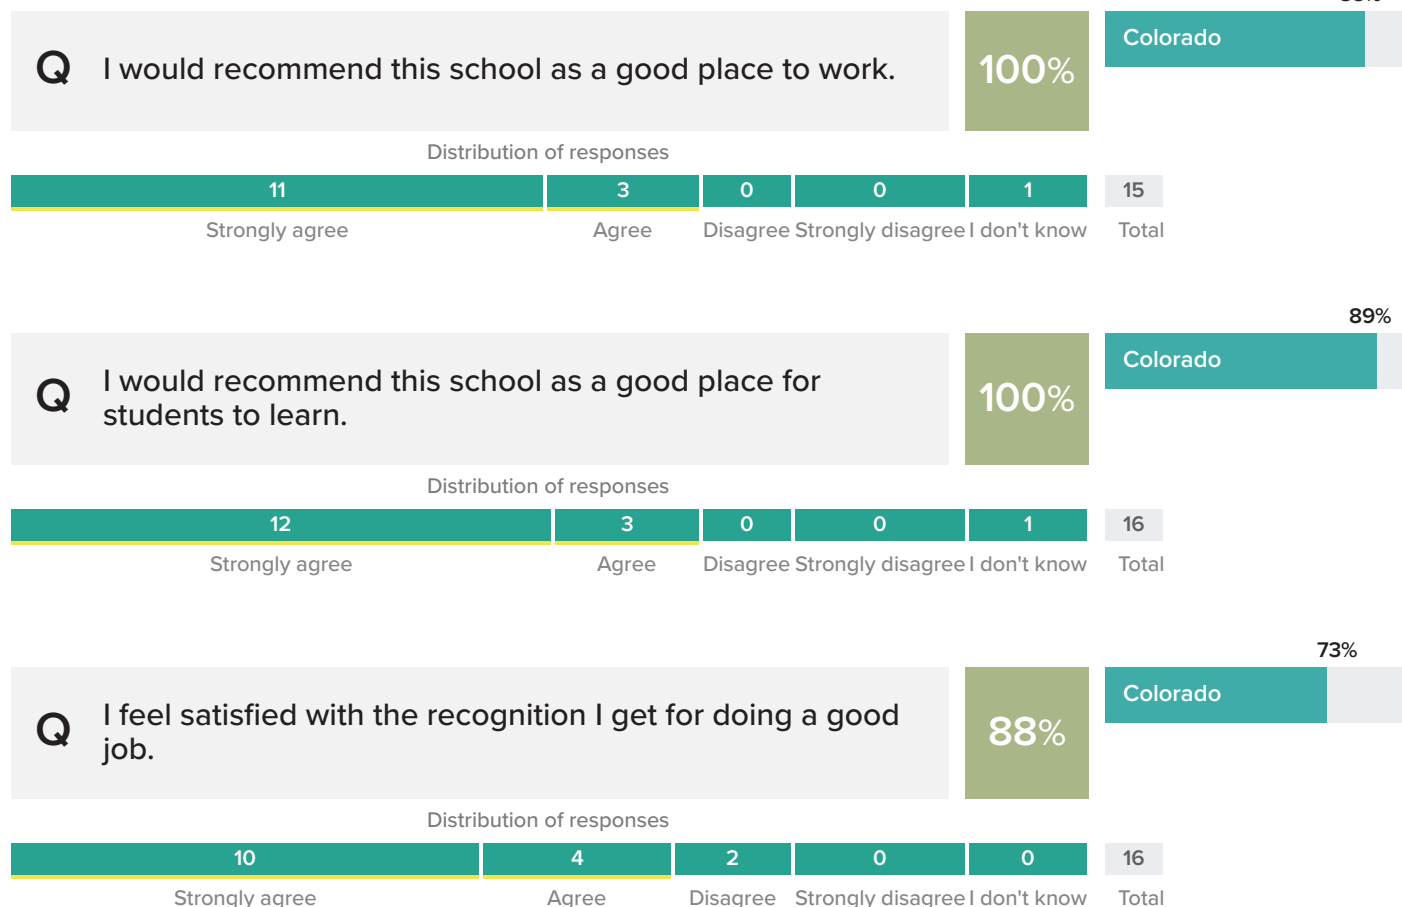 Q I would recommend this school as a good place to work.
100%
Colorado
Distribution of responses
11 3 0 0 1 15
Strongly agree Agree Disagree Strongly disagree I don't know Total
89%
Q I would recommend this school as a good place for
students to learn.
100%
Colorado
Distribution of responses
12 3 0 0 1 16
Strongly agree Agree Disagree Strongly disagree I don't know Total
73%
Q I feel satisfied with the recognition I get for doing a good
job.
88%
Colorado
Distribution of responses
10 4 2 0 0 16
Strongly agree Agree Disagree Strongly disagree I don't know Total